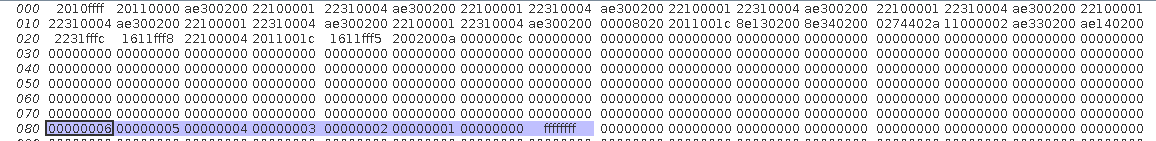 000 2010ffff 20110000 ae300200 22100001 22310004 ae300200 22100001 22310004 ae300200 22100001 22310004 ae300200 22100001 22310004 ae300200 22100001
010 22310004 ae300200 22100001 22310004 ae300200 22100001 22310004 ae300200 00008020 2011001c 8e130200 8e340200 0274402a 11000002 ae330200 ae140200
020 2231fffc 1611fff8 22100004 2011001c 1611fff5 2002000a 0000000c 00000000 00000000 00000000 00000000 00000000 00000000 00000000 00000000 00000000
030 00000000 00000000 00000000 00000000 00000000 00000000 00000000 00000000 00000000 00000000 00000000 00000000 00000000 00000000 00000000 00000000
040 00000000 00000000 00000000 00000000 00000000 00000000 00000000 00000000 00000000 00000000 00000000 00000000 00000000 00000000 00000000 00000000
050 00000000 00000000 00000000 00000000 00000000 00000000 00000000 00000000 00000000 00000000 00000000 00000000 00000000 00000000 00000000 00000000
060 00000000 00000000 00000000 00000000 00000000 00000000 00000000 00000000 00000000 00000000 00000000 00000000 00000000 00000000 00000000 00000000
070 00000000 00000000 00000000 00000000 00000000 00000000 00000000 00000000 00000000 00000000 00000000 00000000 00000000 00000000 00000000 00000000
080 00000006 00000005 00000004 00000003 00000002 00000001 00000000 ffffffff 00000000 00000000 00000000 00000000 00000000 00000000 00000000 00000000